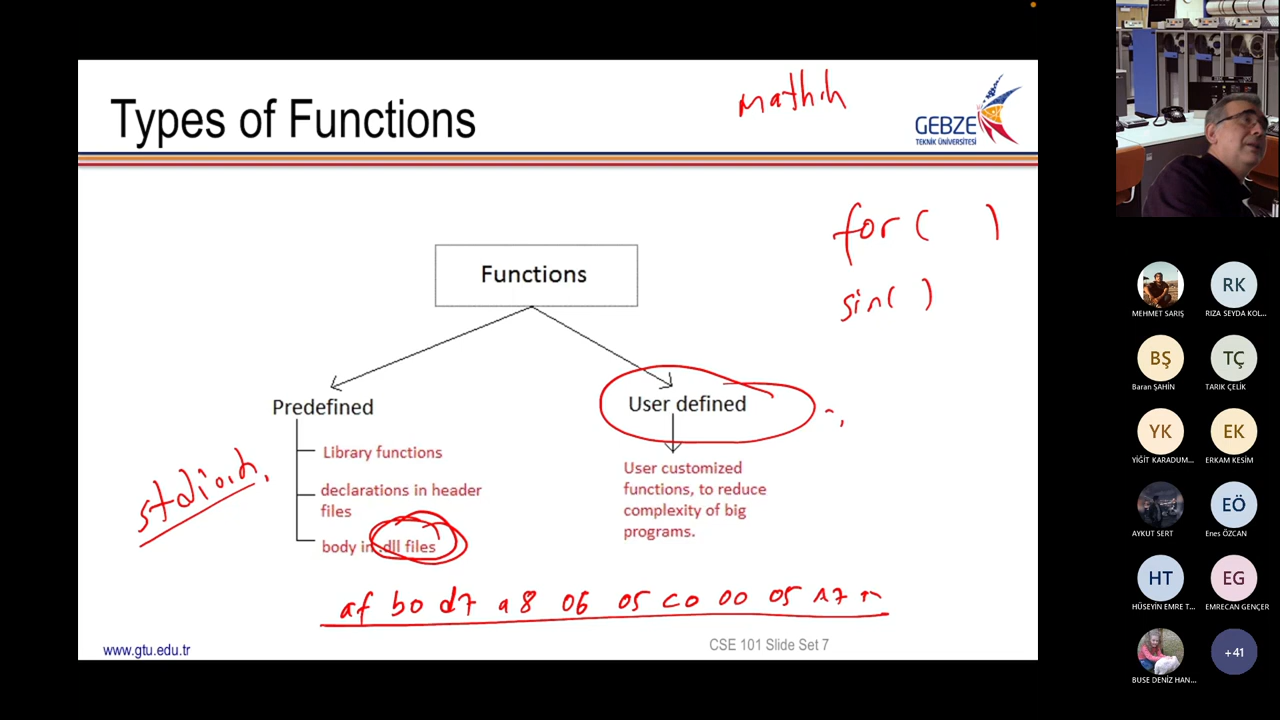 math.h
Types of Functions
GEBZE
TEKNİK ÜNİVERSİTESİ
for ( )
sin( )
Functions
Predefined
Library functions
declarations in header
files
body in .dll files
stdio.h
User defined
User customized
functions, to reduce
complexity of big
programs.
af b0 d7 a8 06 05 c0 00 05
www.gtu.edu.tr
CSE 101 Slide Set 7
MEHMET SARIŞ
RK
RIZA SEYDA KOL...
BŞ
Baran ŞAHİN
TÇ
TARIK ÇELİK
YK
YİĞİT KARADUM...
EK
ERKAM KESİM
AYKUT SERT
EÖ
Enes ÖZCAN
HT
HÜSEYİN EMRE T...
EG
EMRECAN GENÇER
BUSE DENİZ HAN...
+41